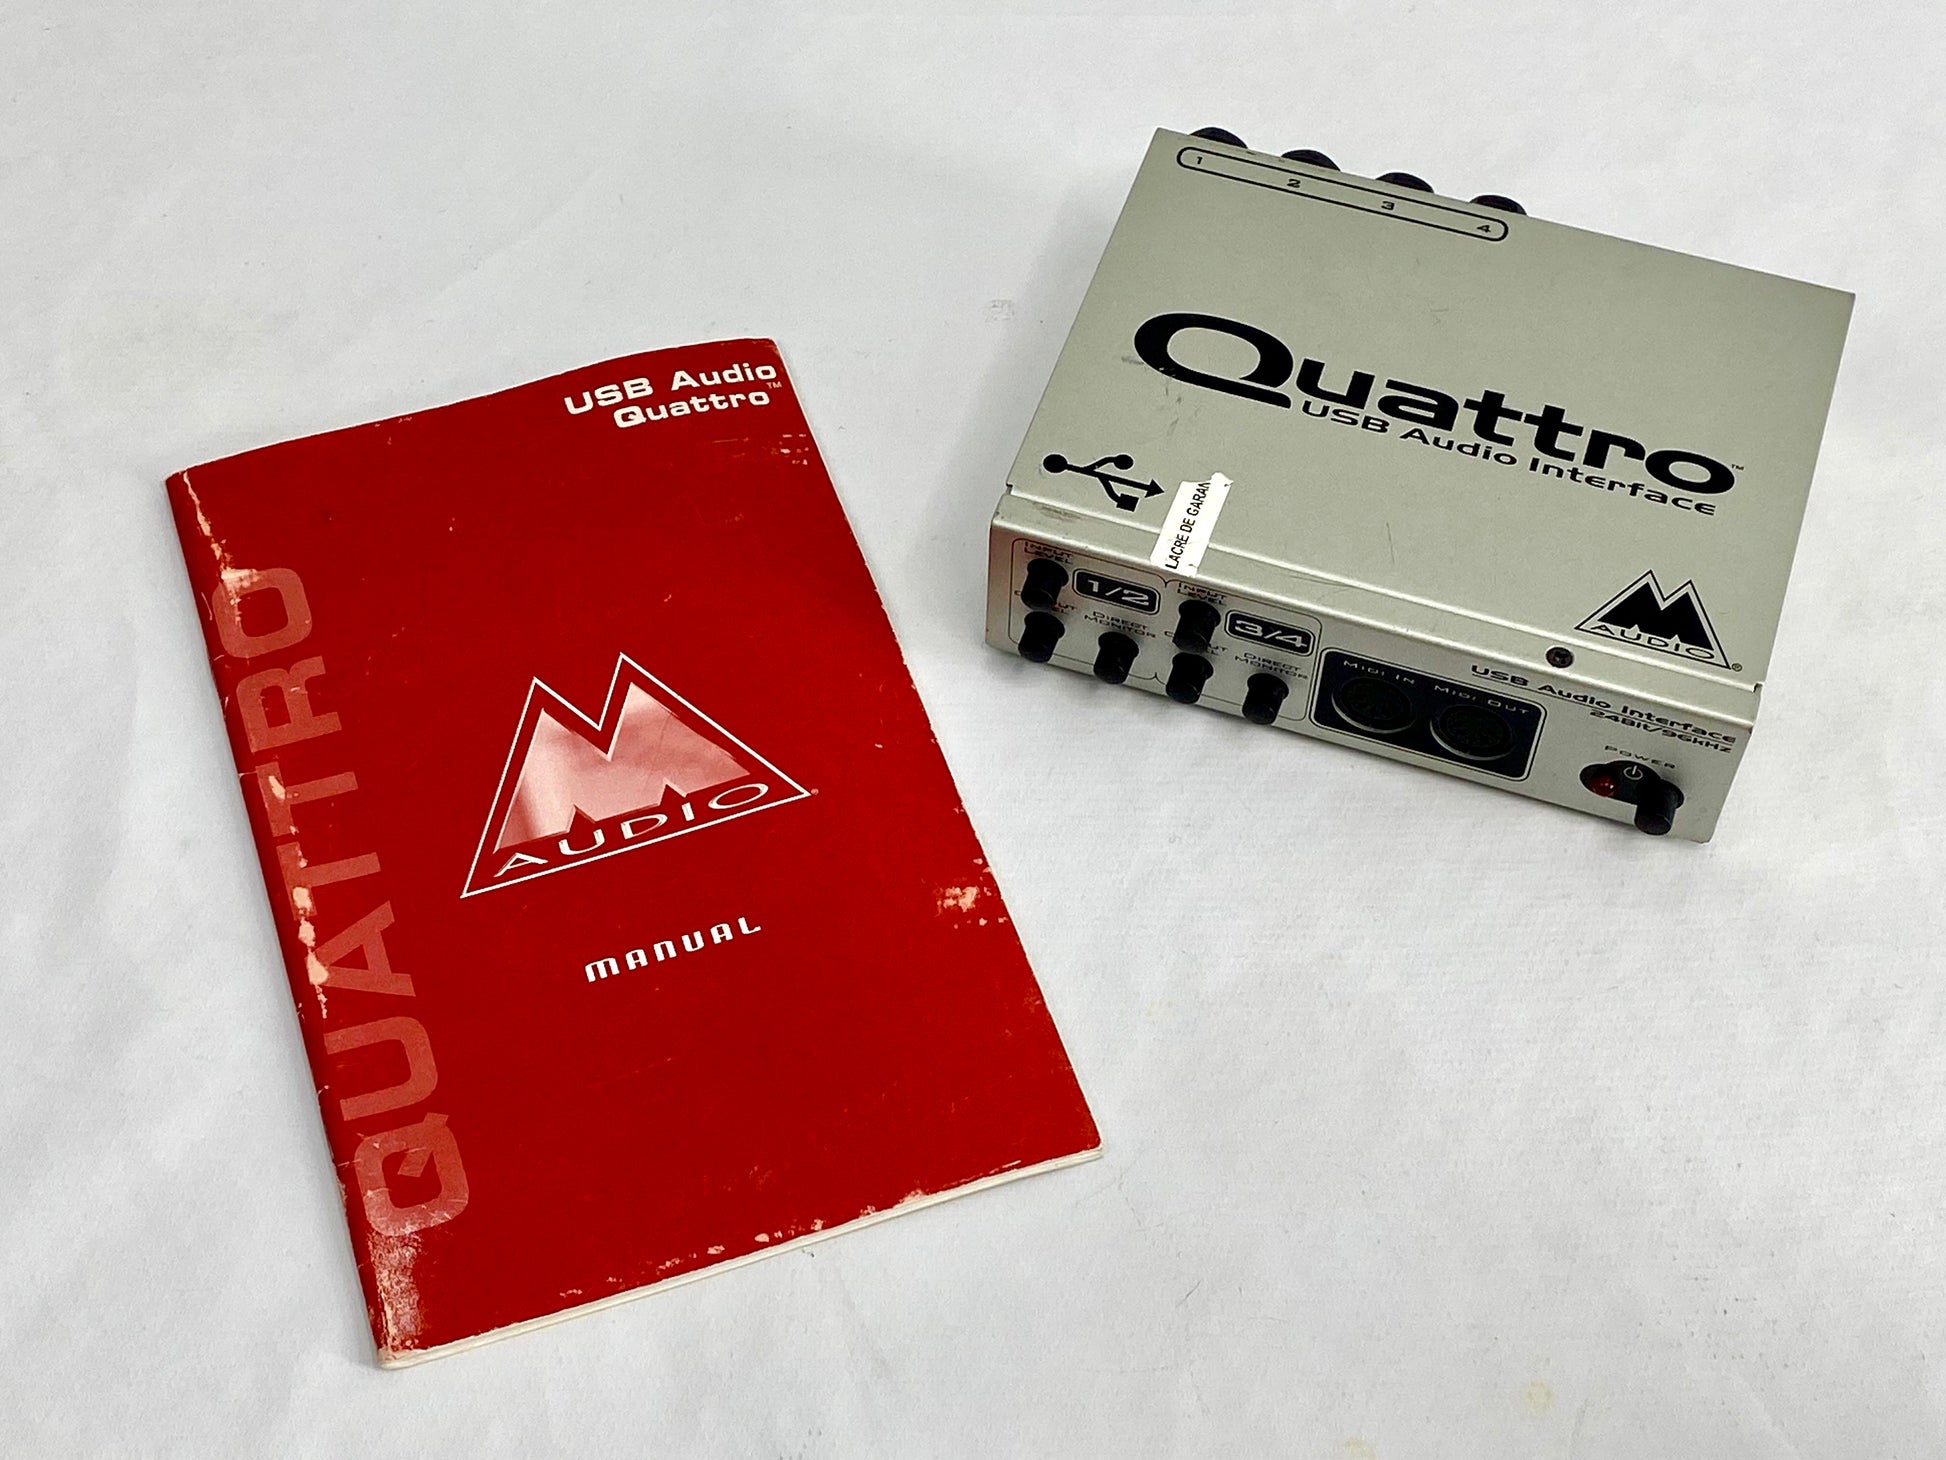 USB Audio
Quattro™
QUATTRO
M
AUDIO
®
MANUAL
1
2
3
4
Quattro™
USB Audio Interface
LACRE DE GARAN
M
AUDIO
®
INPUT
LEVEL
1/2
DIRECT
MONITOR
INPUT
LEVEL
3/4
DIRECT
MONITOR
MIDI IN
MIDI OUT
USB Audio Interface
24Bit/96kHz
POWER